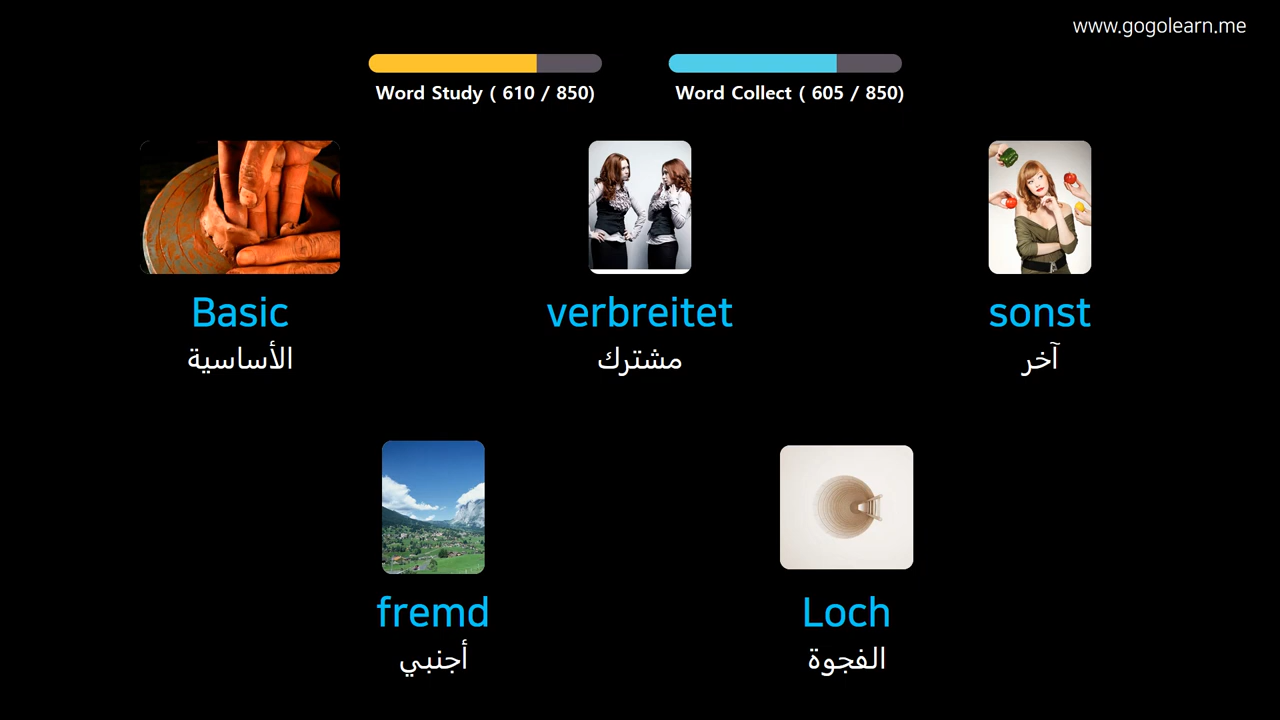 www.gogolearn.me
Word Study ( 610 / 850)
Word Collect ( 605 / 850)
Basic
الأساسية
verbreitet
مشترك
sonst
آخر
fremd
أجنبي
Loch
الفجوة